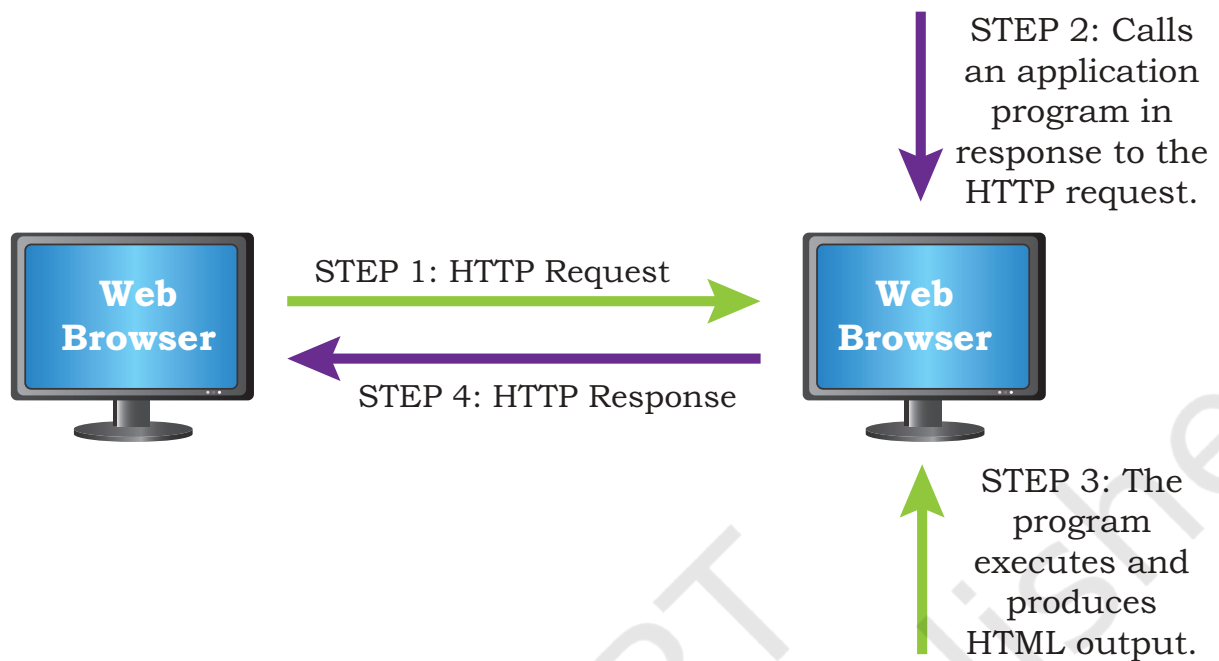 STEP 2: Calls
an application
program in
response to the
HTTP request.
Web
Browser
STEP 1: HTTP Request
STEP 4: HTTP Response
Web
Browser
STEP 3: The
program
executes and
produces
HTML output.